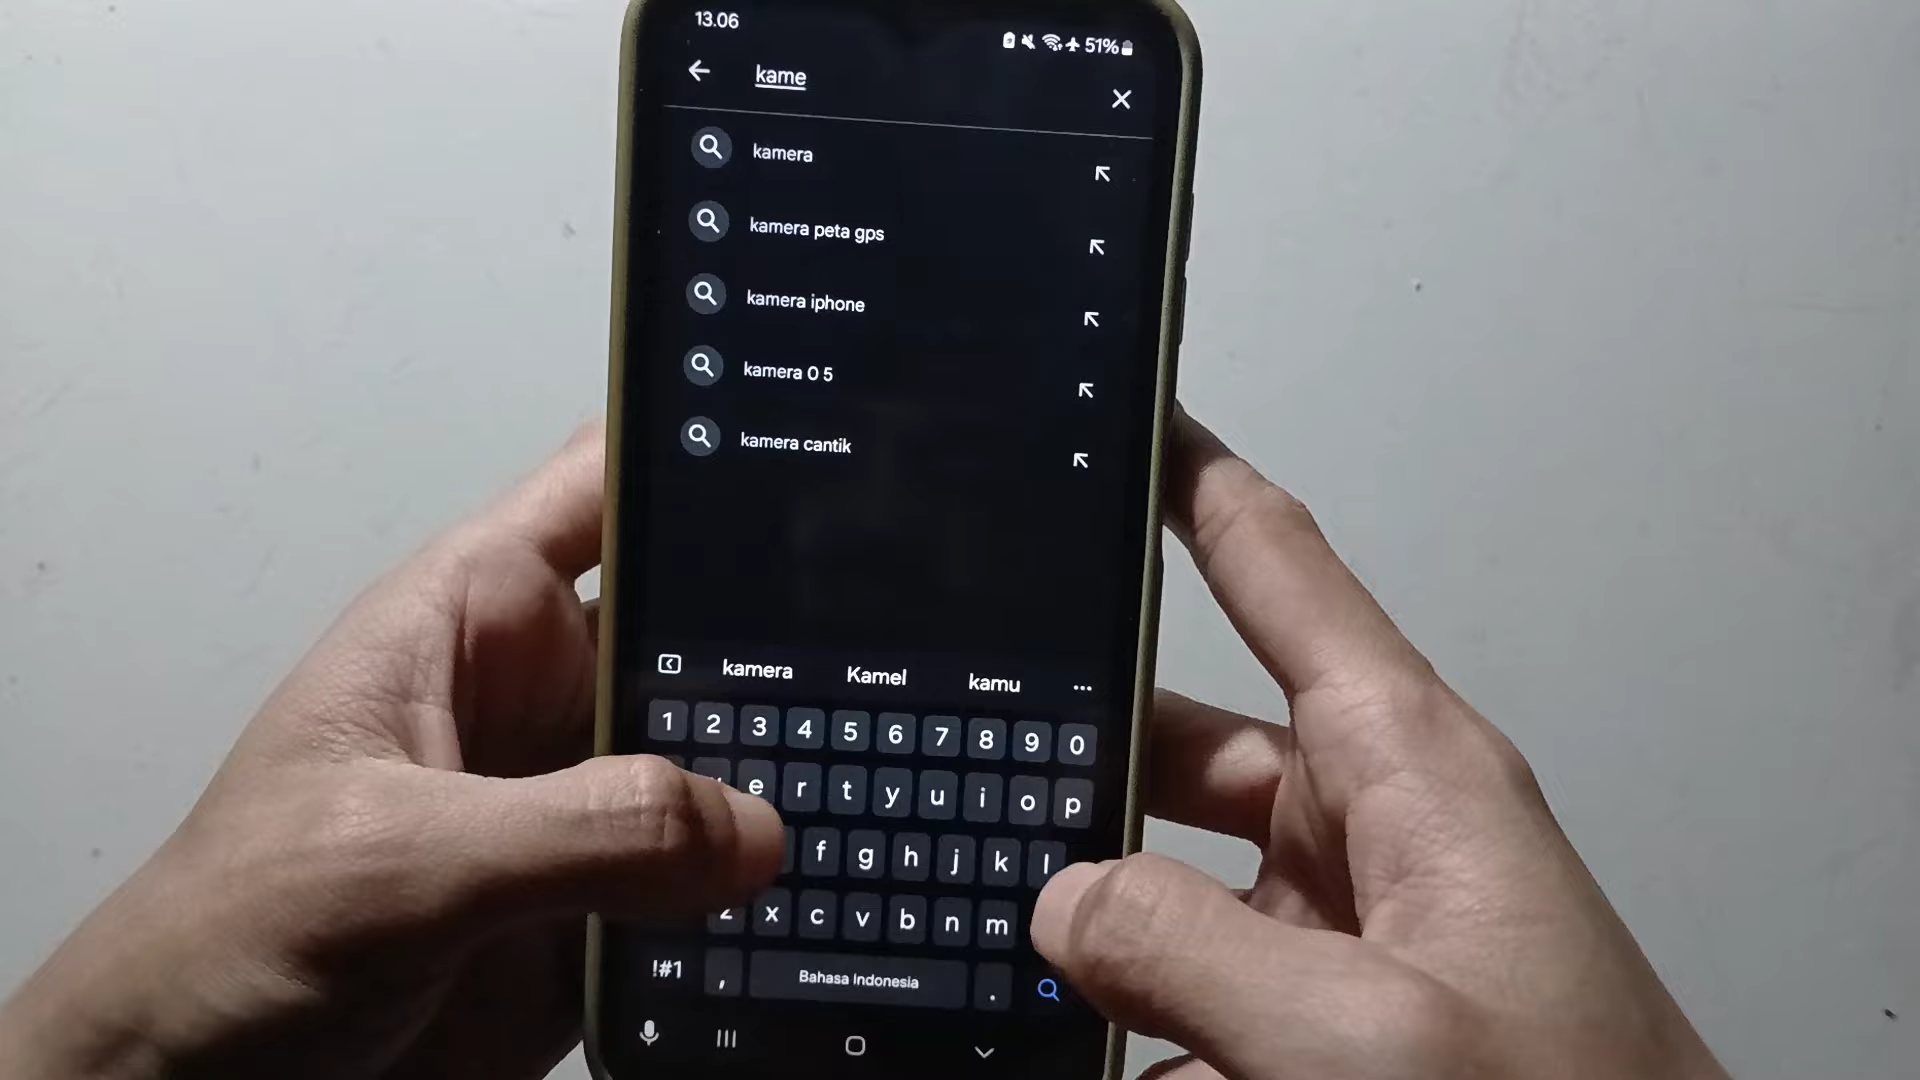 13.06
51%
kame
kamera
kamera peta gps
kamera iphone
kamera 0 5
kamera cantik
kamera Kamel kamu
1 2 3 4 5 6 7 8 9 0
e r t y u i o p
f g h j k l
z x c v b n m
!#1 , Bahasa Indonesia .